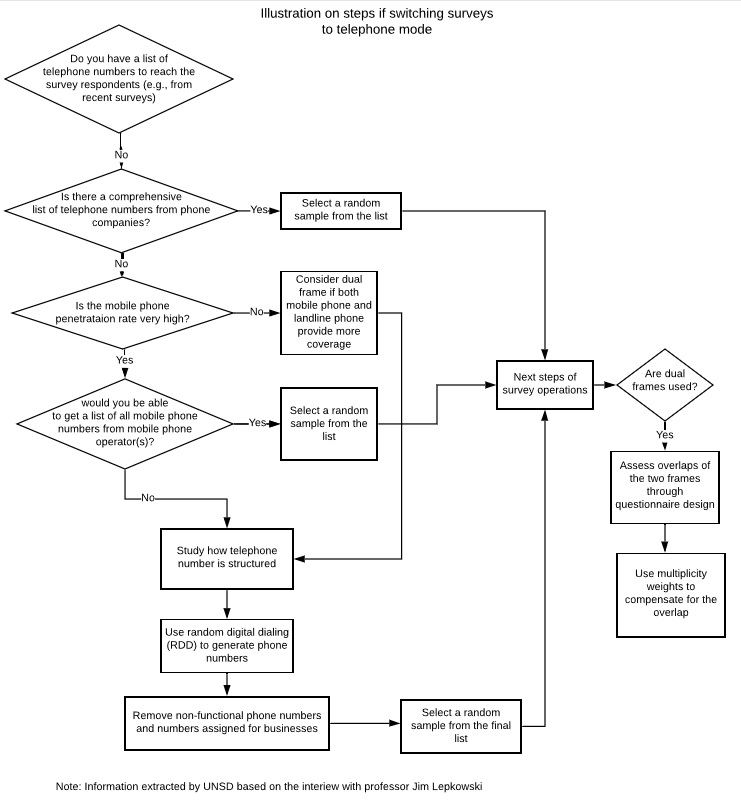 Illustration on steps if switching surveys
to telephone mode
Do you have a list of
telephone numbers to reach the
survey respondents (e.g., from
recent surveys)
No
Is there a comprehensive
list of telephone numbers from phone
companies?
Yes
Select a random
sample from the list
No
Is the mobile phone
penetrataion rate very high?
No
Consider dual
frame if both
mobile phone and
landline phone
provide more
coverage
Yes
would you be able
to get a list of all mobile phone
numbers from mobile phone
operator(s)?
Yes
Select a random
sample from the
list
Next steps of
survey operations
Are dual
frames used?
Yes
Assess overlaps of
the two frames
through
questionnaire design
Use multiplicity
weights to
compensate for the
overlap
No
Study how telephone
number is structured
Use random digital dialing
(RDD) to generate phone
numbers
Remove non-functional phone numbers
and numbers assigned for businesses
Select a random
sample from the final
list
Note: Information extracted by UNSD based on the interiew with professor Jim Lepkowski